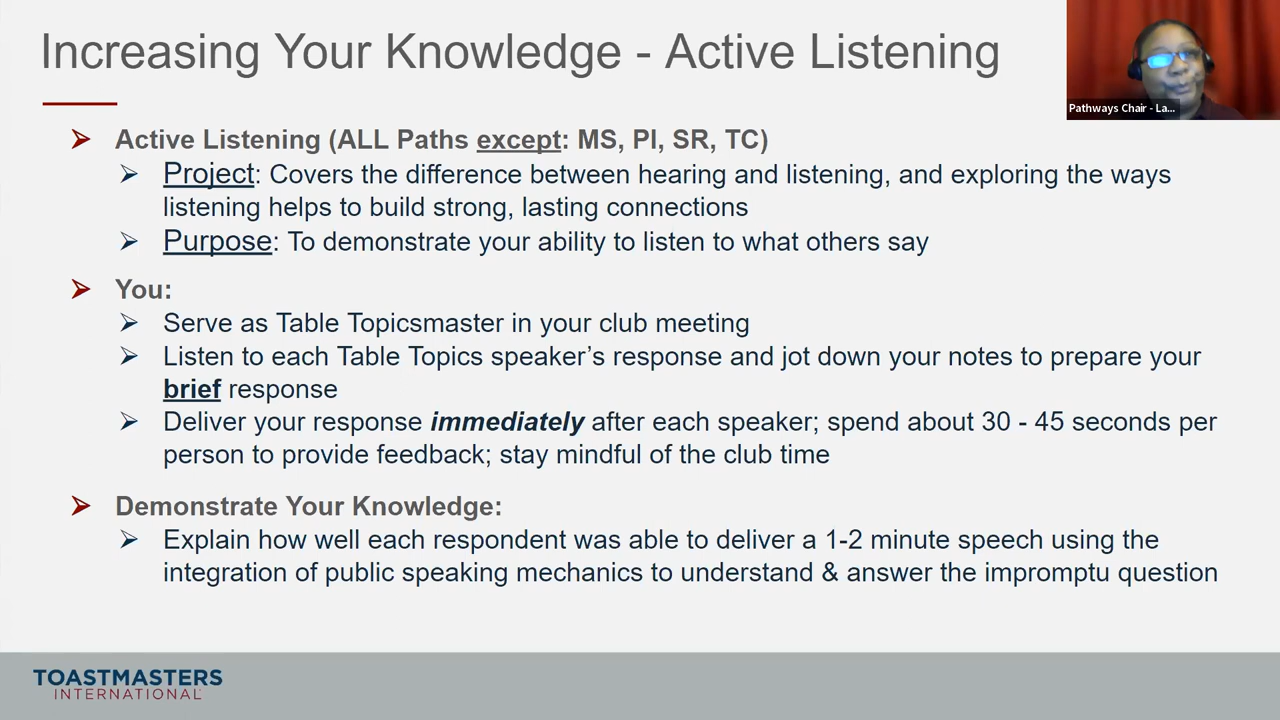 Increasing Your Knowledge - Active Listening
Pathways Chair - La...
Active Listening (ALL Paths except: MS, PI, SR, TC)
Project: Covers the difference between hearing and listening, and exploring the ways
listening helps to build strong, lasting connections
Purpose: To demonstrate your ability to listen to what others say
You:
Serve as Table Topicsmaster in your club meeting
Listen to each Table Topics speaker’s response and jot down your notes to prepare your
brief response
Deliver your response immediately after each speaker; spend about 30 - 45 seconds per
person to provide feedback; stay mindful of the club time
Demonstrate Your Knowledge:
Explain how well each respondent was able to deliver a 1-2 minute speech using the
integration of public speaking mechanics to understand & answer the impromptu question
TOASTMASTERS
INTERNATIONAL